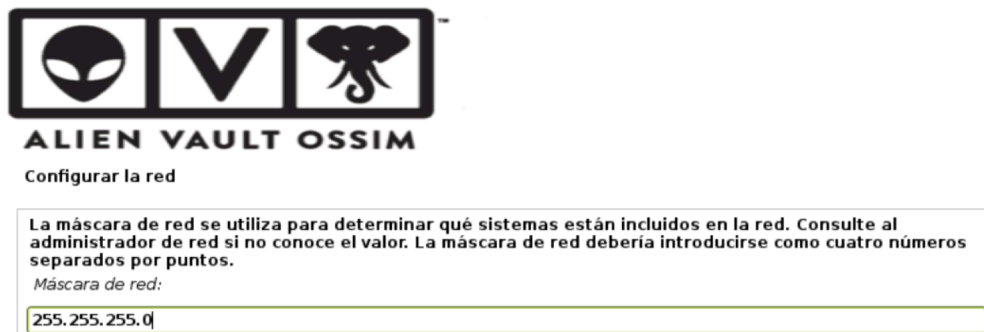 V ™
ALIEN VAULT OSSIM
Configurar la red
La máscara de red se utiliza para determinar qué sistemas están incluidos en la red. Consulte al
administrador de red si no conoce el valor. La máscara de red debería introducirse como cuatro números
separados por puntos.
Máscara de red:
255.255.255.0